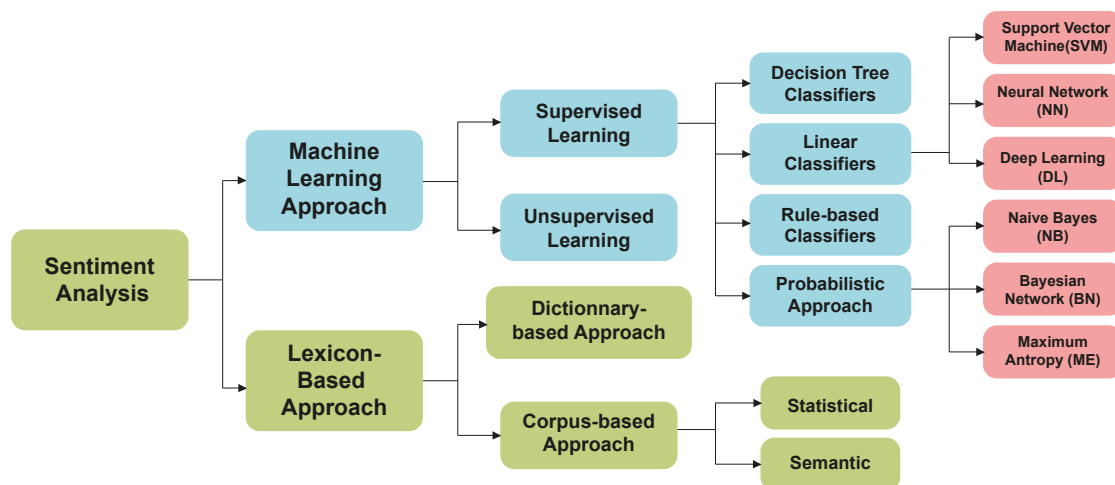 Sentiment
Analysis
Machine
Learning
Approach
Lexicon-
Based
Approach
Supervised
Learning
Unsupervised
Learning
Dictionnary-
based Approach
Corpus-based
Approach
Decision Tree
Classifiers
Linear
Classifiers
Rule-based
Classifiers
Probabilistic
Approach
Statistical
Semantic
Support Vector
Machine(SVM)
Neural Network
(NN)
Deep Learning
(DL)
Naive Bayes
(NB)
Bayesian
Network (BN)
Maximum
Antropy (ME)